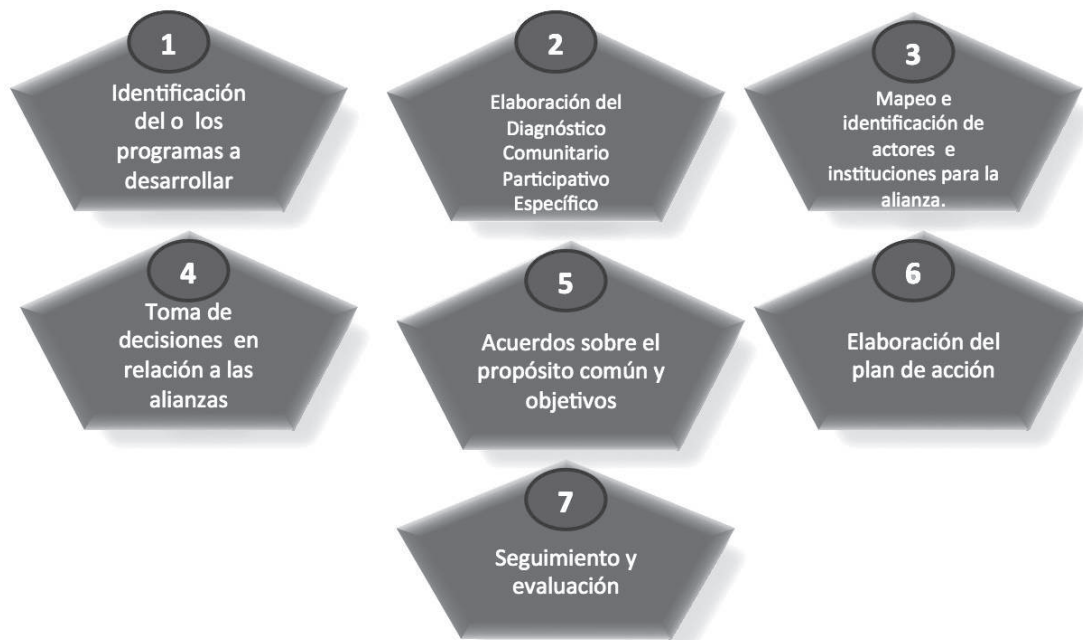 1
Identificación
del o los
programas a
desarrollar
2
Elaboración del
Diagnóstico
Comunitario
Participativo
Específico
3
Mapeo e
identificación de
actores e
instituciones para la
alianza.
4
Toma de
decisiones en
relación a las
alianzas
5
Acuerdos sobre el
propósito común y
objetivos
6
Elaboración del
plan de acción
7
Seguimiento y
evaluación